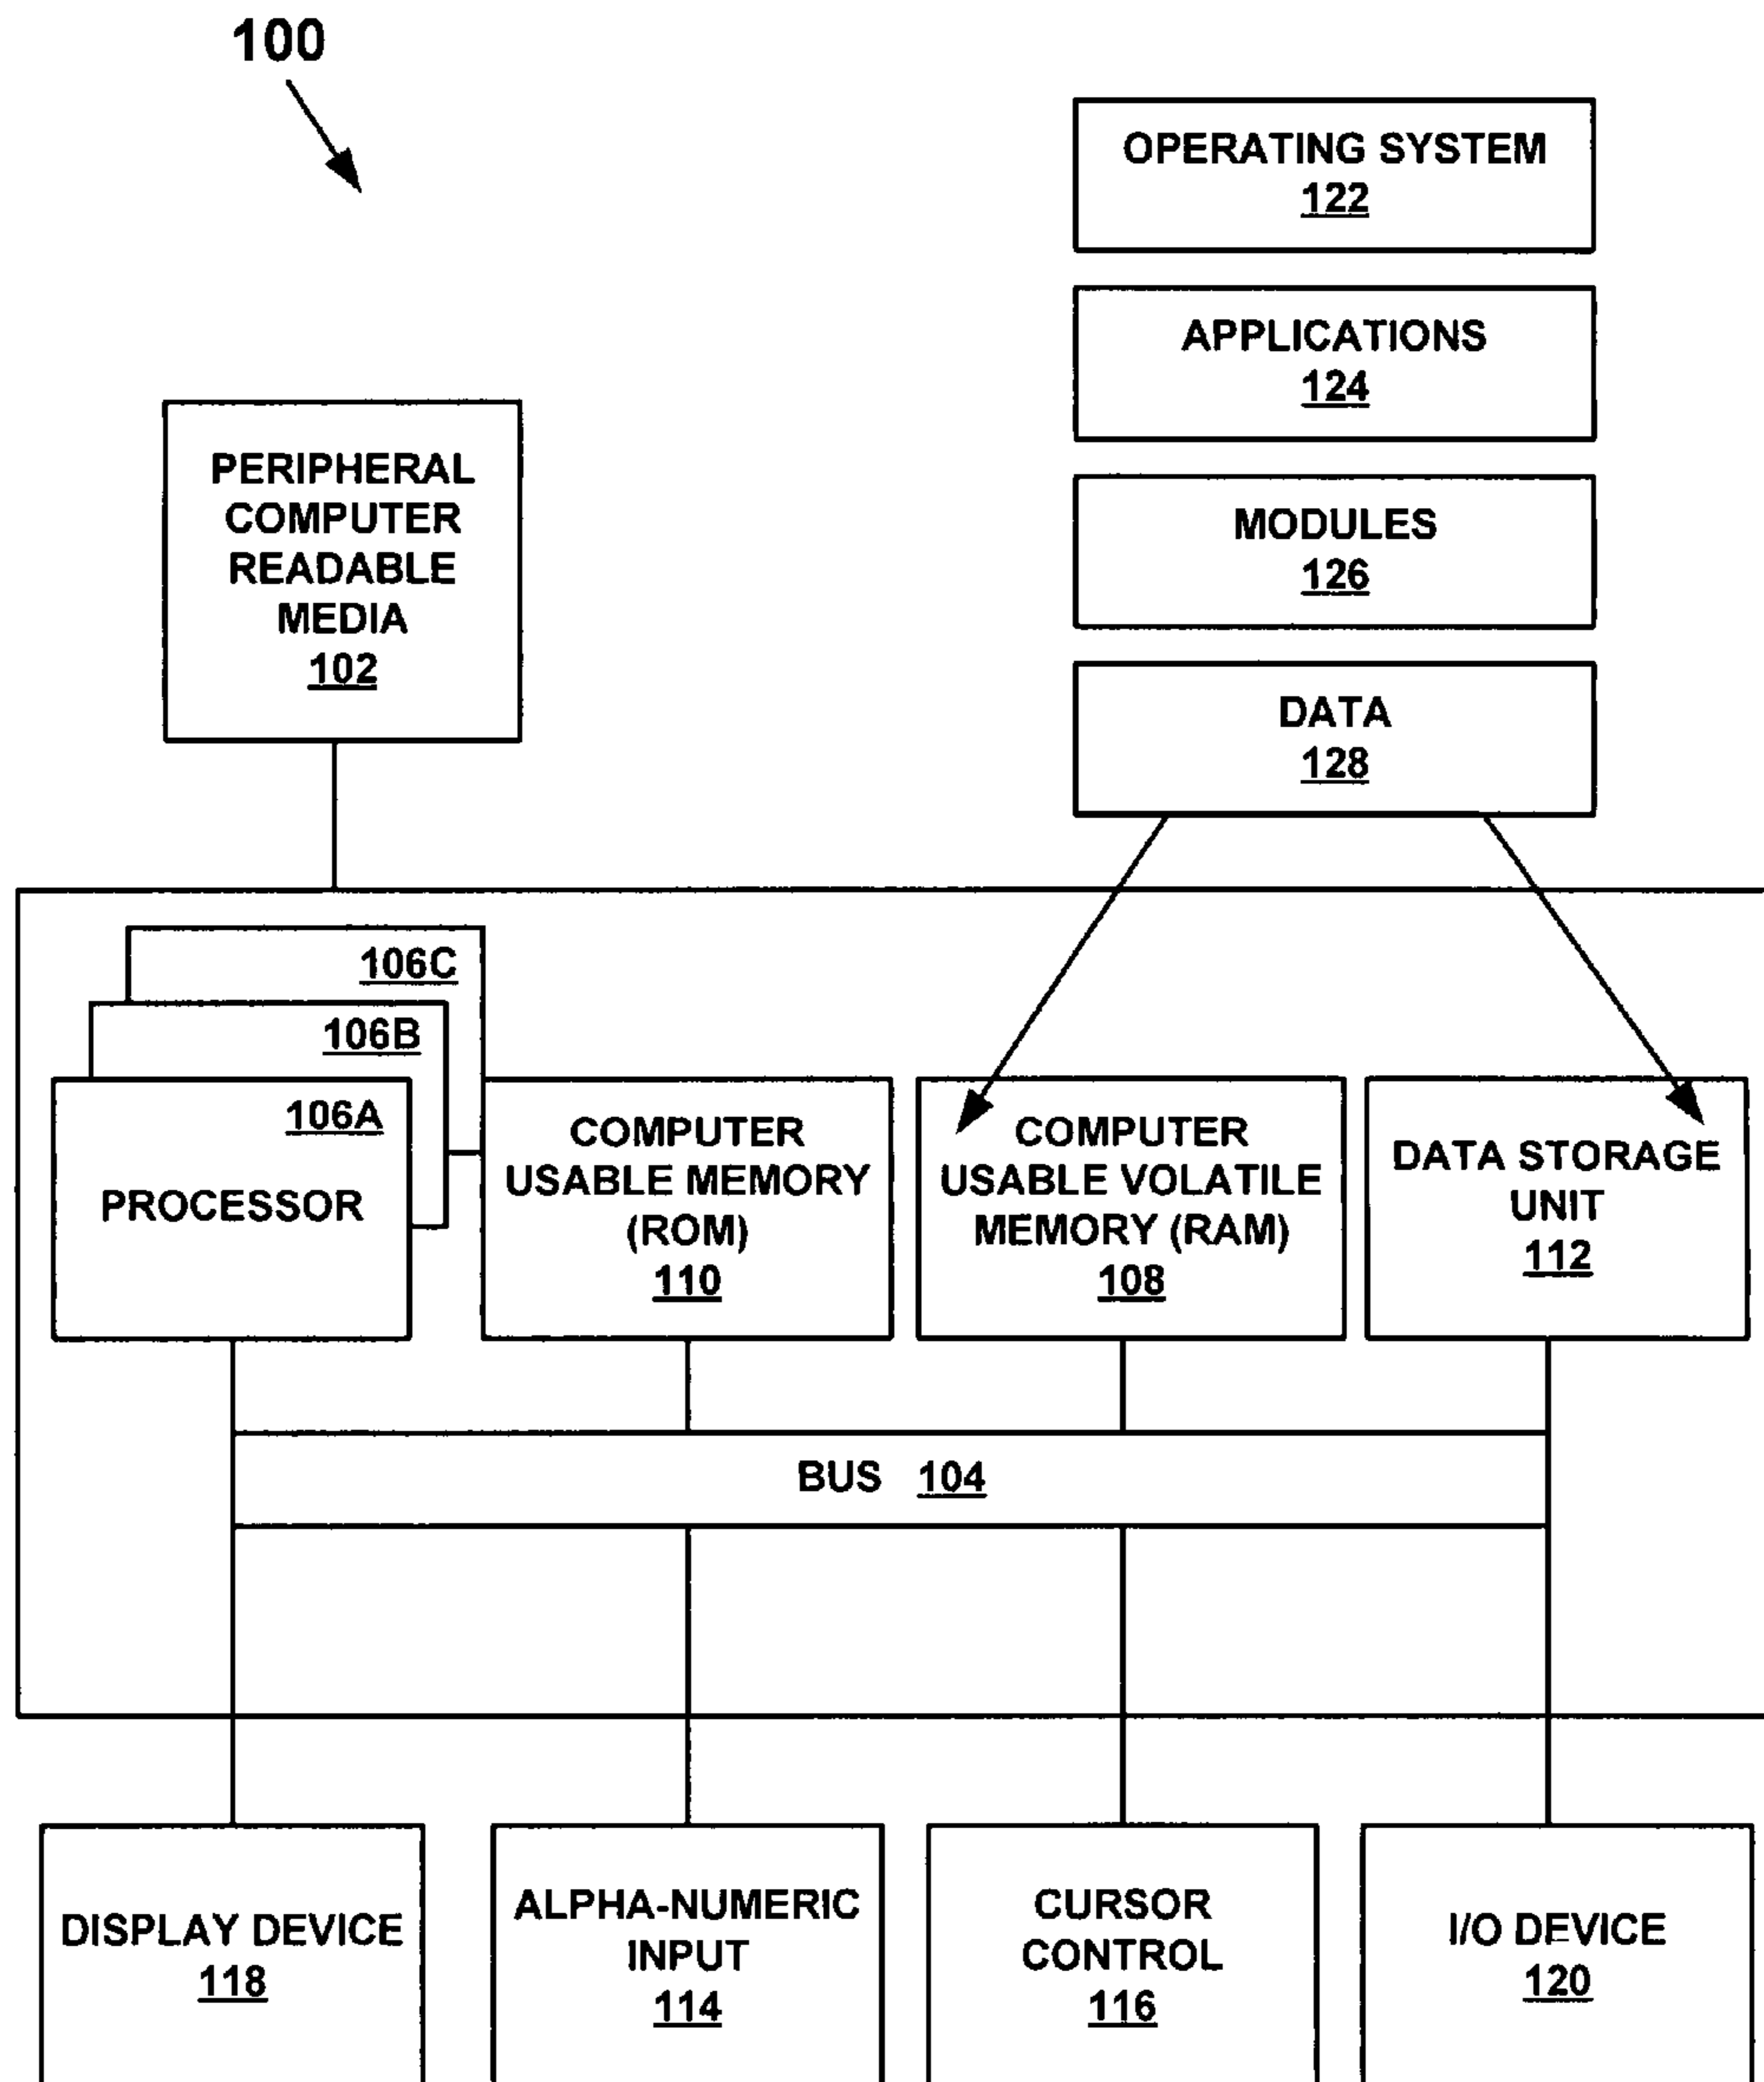 100
OPERATING SYSTEM
122
APPLICATIONS
124
PERIPHERAL
COMPUTER
READABLE
MEDIA
102
MODULES
126
DATA
128
106C
106B
106A
PROCESSOR
COMPUTER
USABLE MEMORY
(ROM)
110
COMPUTER
USABLE VOLATILE
MEMORY (RAM)
108
DATA STORAGE
UNIT
112
BUS 104
DISPLAY DEVICE
118
ALPHA-NUMERIC
INPUT
114
CURSOR
CONTROL
116
I/O DEVICE
120